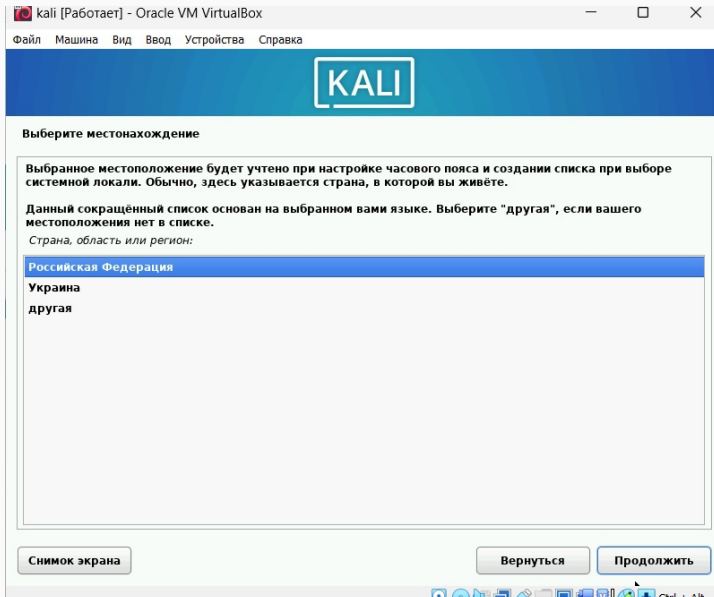 kali [Работает] - Oracle VM VirtualBox
Файл Машина Вид Ввод Устройства Справка
KALI
Выберите местонахождение
Выбранное местоположение будет учтено при настройке часового пояса и создании списка при выборе
системной локали. Обычно, здесь указывается страна, в которой вы живёте.
Данный сокращённый список основан на выбранном вами языке. Выберите "другая", если вашего
местоположения нет в списке.
Страна, область или регион:
Российская Федерация
Украина
другая
Снимок экрана
Вернуться
Продолжить